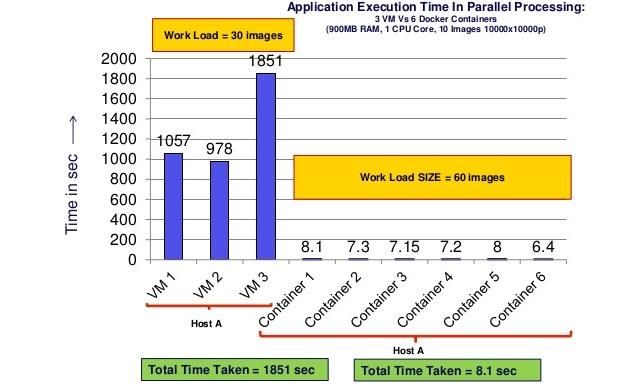 Application Execution Time In Parallel Processing:
3 VM Vs 6 Docker Containers
(900MB RAM, 1 CPU Core, 10 Images 10000x10000p)
Work Load = 30 images
2000
1800
1600
1400
1200
1000
800
600
400
200
0
Time in sec
1057
978
1851
8.1
7.3
7.15
7.2
8
6.4
Work Load SIZE = 60 images
VM 1
VM 2
VM 3
Container 1
Container 2
Container 3
Container 4
Container 5
Container 6
Host A
Host A
Total Time Taken = 1851 sec
Total Time Taken = 8.1 sec